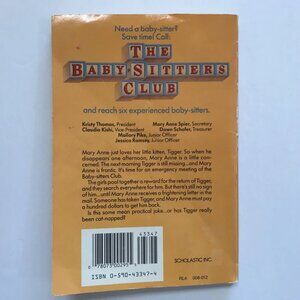 Need a baby-sitter?
Save time! Call:
THE
BABY-SITTERS
CLUB
and reach six experienced baby-sitters.
Kristy Thomas, President Mary Anne Spier, Secretary
Claudia Kishi, Vice-President Dawn Schafer, Treasurer
Mallory Pike, Junior Officer
Jessica Ramsey, Junior Officer
Mary Anne just loves her little kitten, Tigger. So when he
disappears one afternoon, Mary Anne is a little con-
cerned. The next morning Tigger is still missing...and Mary
Anne is frantic. It's time for an emergency meeting of the
Baby-sitters Club.
The girls pool together a reward for the return of Tigger,
and they search everywhere for him. But there's still no sign
of him...until Mary Anne receives a frightening letter in the
mail. Someone has taken Tigger, and Mary Anne must pay
a hundred dollars to get him back.
Is this some mean practical joke...or has Tigger really
been cat-napped?
43347
ISBN 0-590-43347-4
SCHOLASTIC INC.